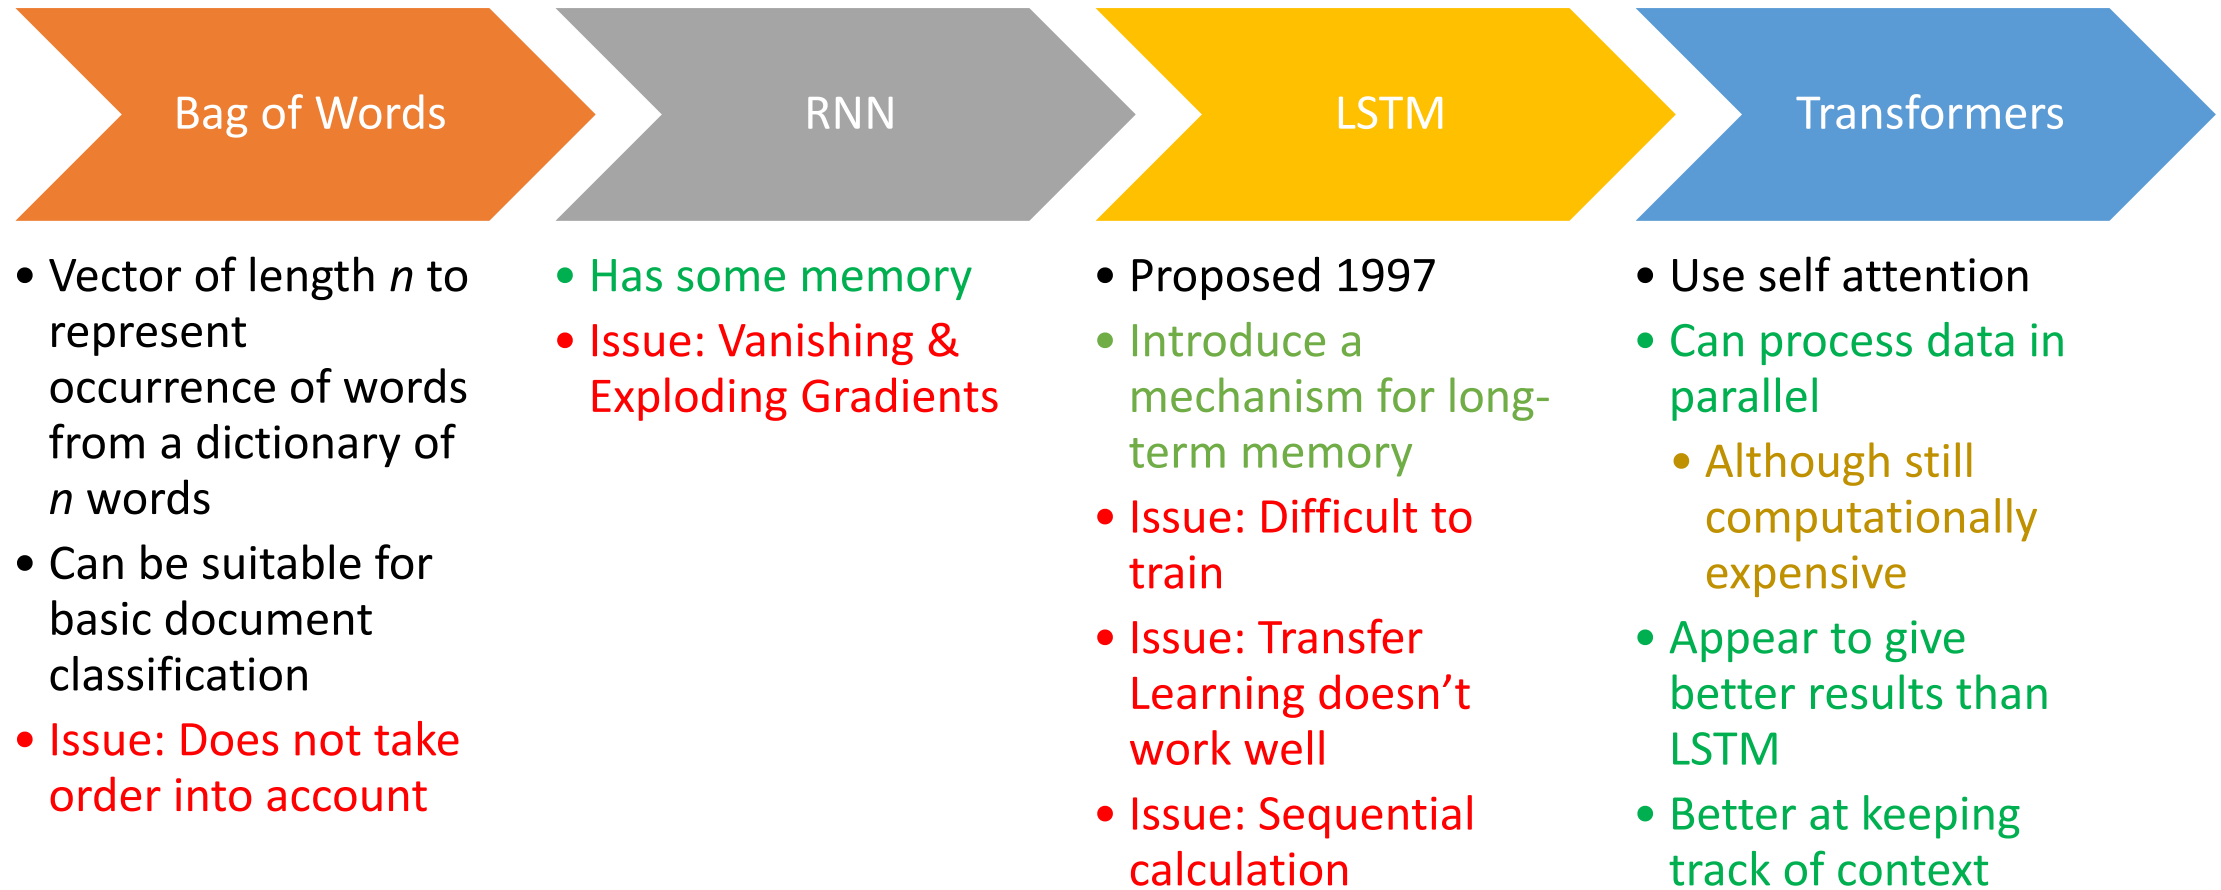 Bag of Words
• Vector of length n to
represent
occurrence of words
from a dictionary of
n words
• Can be suitable for
basic document
classification
• Issue: Does not take
order into account
RNN
• Has some memory
• Issue: Vanishing &
Exploding Gradients
LSTM
• Proposed 1997
• Introduce a
mechanism for long-
term memory
• Issue: Difficult to
train
• Issue: Transfer
Learning doesn’t
work well
• Issue: Sequential
calculation
Transformers
• Use self attention
• Can process data in
parallel
• Although still
computationally
expensive
• Appear to give
better results than
LSTM
• Better at keeping
track of context